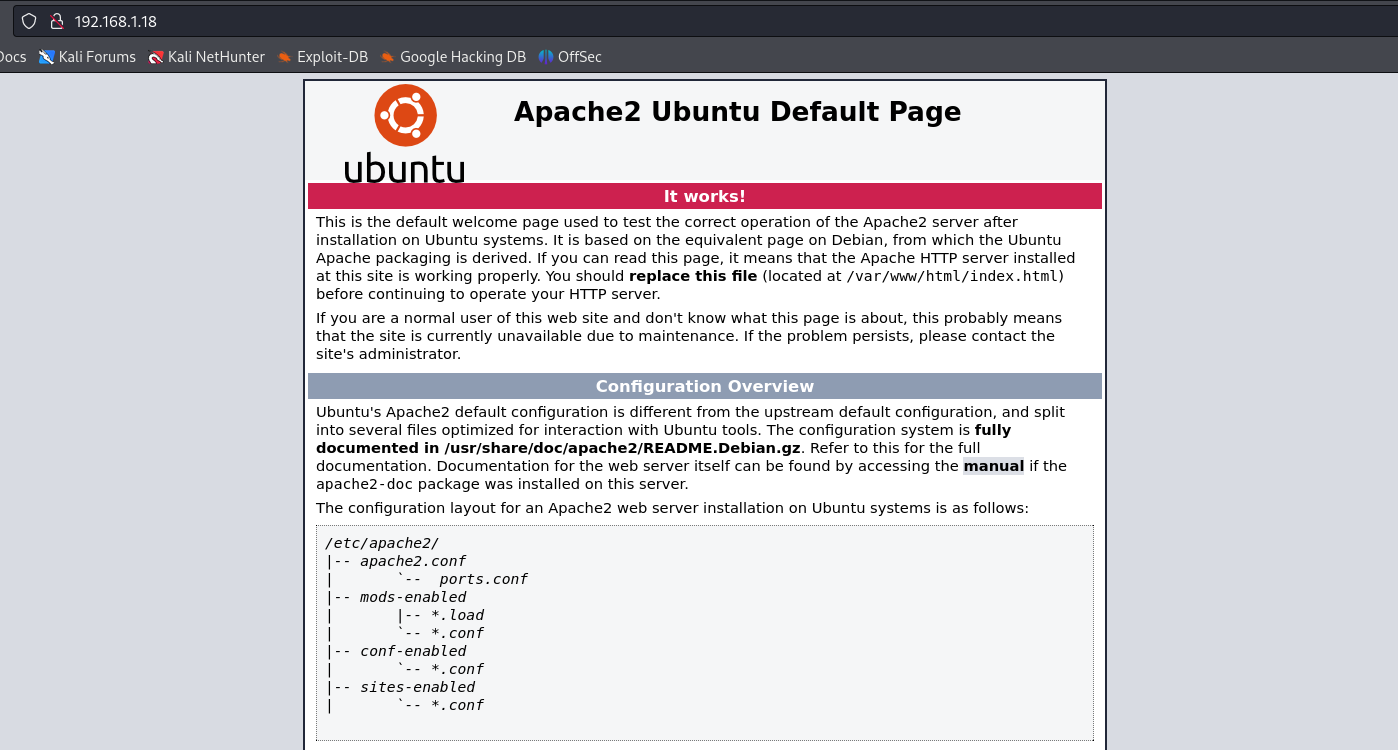 192.168.1.18
Docs Kali Forums Kali NetHunter Exploit-DB Google Hacking DB OffSec
ubuntu
Apache2 Ubuntu Default Page
It works!
This is the default welcome page used to test the correct operation of the Apache2 server after
installation on Ubuntu systems. It is based on the equivalent page on Debian, from which the Ubuntu
Apache packaging is derived. If you can read this page, it means that the Apache HTTP server installed
at this site is working properly. You should replace this file (located at /var/www/html/index.html)
before continuing to operate your HTTP server.
If you are a normal user of this web site and don't know what this page is about, this probably means
that the site is currently unavailable due to maintenance. If the problem persists, please contact the
site's administrator.
Configuration Overview
Ubuntu's Apache2 default configuration is different from the upstream default configuration, and split
into several files optimized for interaction with Ubuntu tools. The configuration system is fully
documented in /usr/share/doc/apache2/README.Debian.gz. Refer to this for the full
documentation. Documentation for the web server itself can be found by accessing the manual if the
apache2-doc package was installed on this server.
The configuration layout for an Apache2 web server installation on Ubuntu systems is as follows:
/etc/apache2/
|-- apache2.conf
|       `--  ports.conf
|-- mods-enabled
|       |-- *.load
|       `-- *.conf
|-- conf-enabled
|       `-- *.conf
|-- sites-enabled
|       `-- *.conf